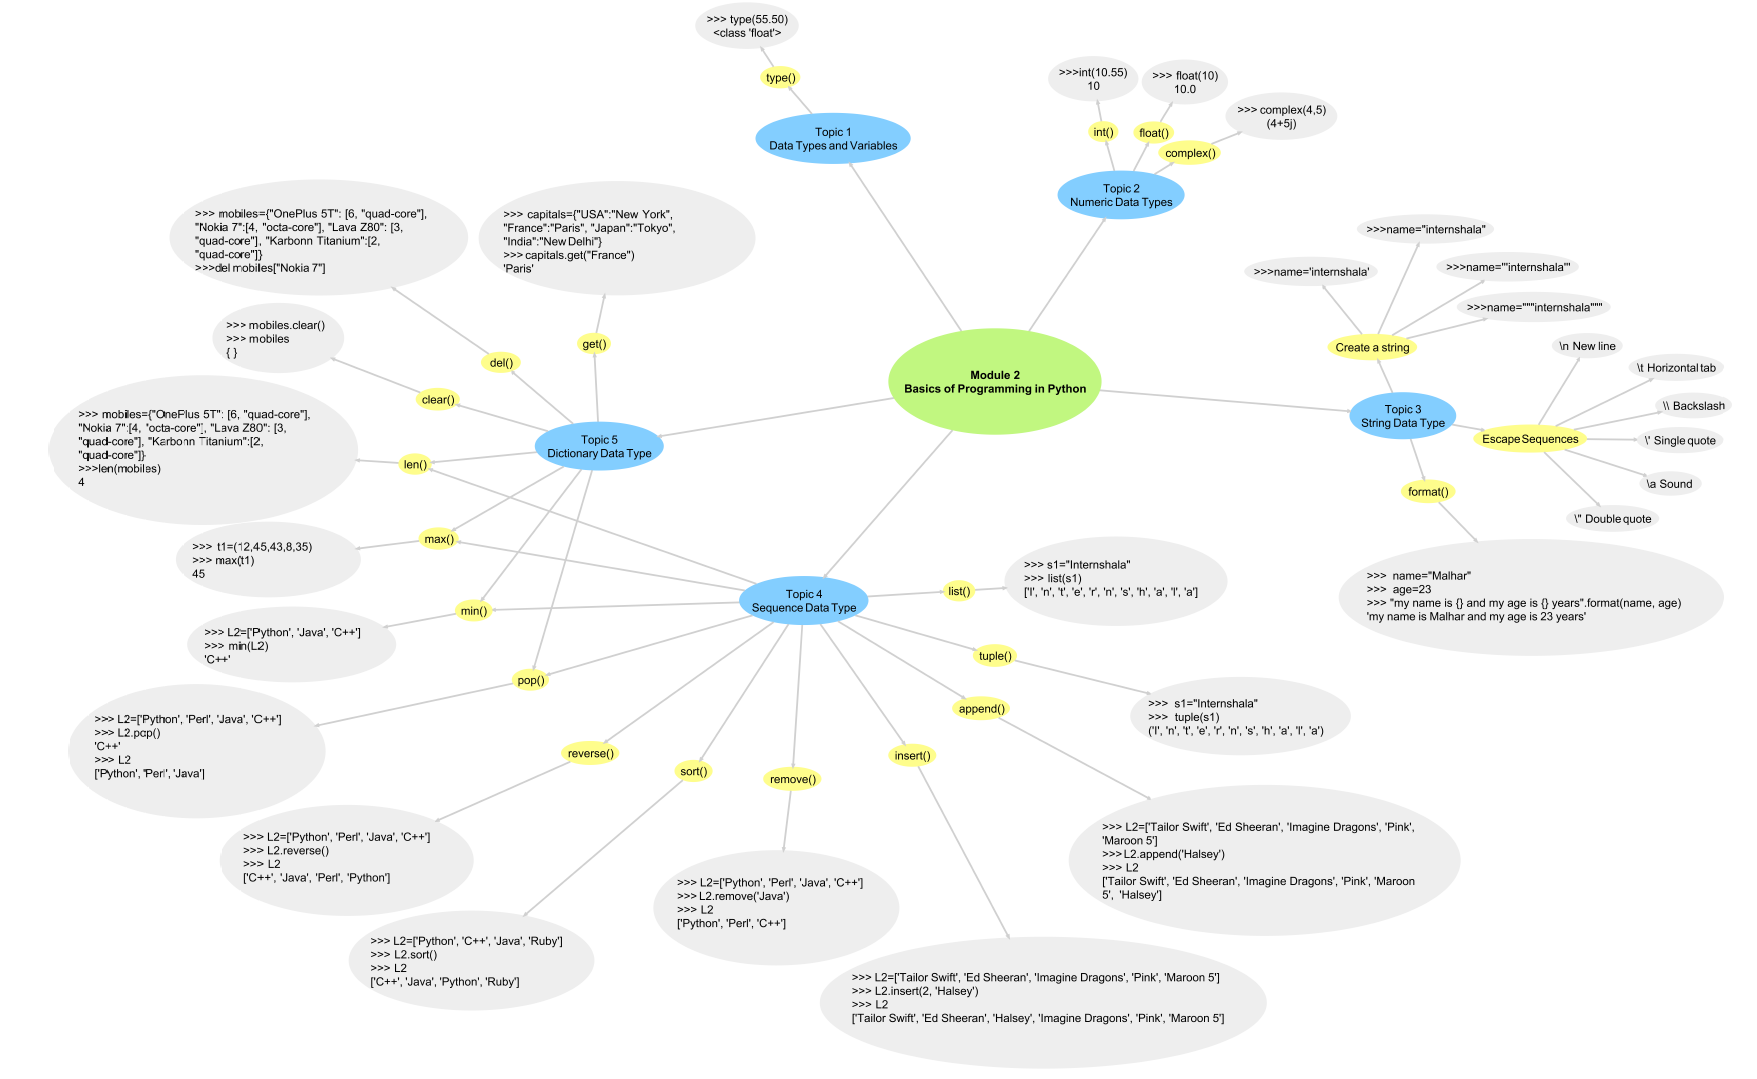 >>> type(55.50)
<class 'float'>
type()
Topic 1
Data Types and Variables
>>>int(10.55)
10
>>> float(10)
10.0
>>> complex(4,5)
(4+5j)
int()
float()
complex()
Topic 2
Numeric Data Types
>>> mobiles={"OnePlus 5T": [6, "quad-core"],
"Nokia 7":[4, "octa-core"], "Lava Z80": [3,
"quad-core"], "Karbonn Titanium":[2,
"quad-core"]}
>>>del mobiles["Nokia 7"]
>>> capitals={"USA":"New York",
"France":"Paris", "Japan":"Tokyo",
"India":"New Delhi"}
>>> capitals.get("France")
'Paris'
>>>name="internshala"
>>>name='internshala'
>>>name='''internshala'''
>>>name="""internshala"""
Create a string
>>> mobiles.clear()
>>> mobiles
{ }
get()
del()
clear()
Module 2
Basics of Programming in Python
\n New line
\t Horizontal tab
\\ Backslash
\' Single quote
\a Sound
\" Double quote
Topic 3
String Data Type
Escape Sequences
format()
>>> mobiles={"OnePlus 5T": [6, "quad-core"],
"Nokia 7":[4, "octa-core"], "Lava Z80": [3,
"quad-core"], "Karbonn Titanium":[2,
"quad-core"]}
>>>len(mobiles)
4
Topic 5
Dictionary Data Type
len()
max()
>>> t1=(12,45,43,8,35)
>>> max(t1)
45
>>> name="Malhar"
>>> age=23
>>> "my name is {} and my age is {} years".format(name, age)
'my name is Malhar and my age is 23 years'
Topic 4
Sequence Data Type
list()
>>> s1="Internshala"
>>> list(s1)
['I', 'n', 't', 'e', 'r', 'n', 's', 'h', 'a', 'l', 'a']
min()
>>> L2=['Python', 'Java', 'C++']
>>> min(L2)
'C++'
tuple()
>>> s1="Internshala"
>>> tuple(s1)
('I', 'n', 't', 'e', 'r', 'n', 's', 'h', 'a', 'l', 'a')
pop()
>>> L2=['Python', 'Perl', 'Java', 'C++']
>>> L2.pop()
'C++'
>>> L2
['Python', 'Perl', 'Java']
append()
reverse()
sort()
remove()
insert()
>>> L2=['Python', 'Perl', 'Java', 'C++']
>>> L2.reverse()
>>> L2
['C++', 'Java', 'Perl', 'Python']
>>> L2=['Tailor Swift', 'Ed Sheeran', 'Imagine Dragons', 'Pink',
'Maroon 5']
>>> L2.append('Halsey')
>>> L2
['Tailor Swift', 'Ed Sheeran', 'Imagine Dragons', 'Pink', 'Maroon
5', 'Halsey']
>>> L2=['Python', 'Perl', 'Java', 'C++']
>>> L2.remove('Java')
>>> L2
['Python', 'Perl', 'C++']
>>> L2=['Python', 'C++', 'Java', 'Ruby']
>>> L2.sort()
>>> L2
['C++', 'Java', 'Python', 'Ruby']
>>> L2=['Tailor Swift', 'Ed Sheeran', 'Imagine Dragons', 'Pink', 'Maroon 5']
>>> L2.insert(2, 'Halsey')
>>> L2
['Tailor Swift', 'Ed Sheeran', 'Halsey', 'Imagine Dragons', 'Pink', 'Maroon 5']